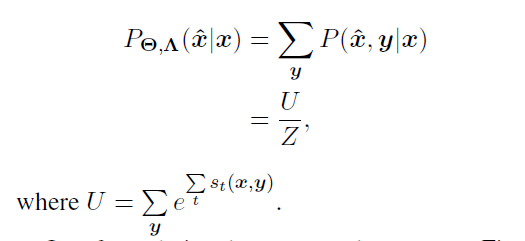 P_{Θ,Λ}(x̂|x) = ∑_y P(x̂, y|x)
= U/Z,
where U = ∑_y e^{∑_t s_t(x,y)}.